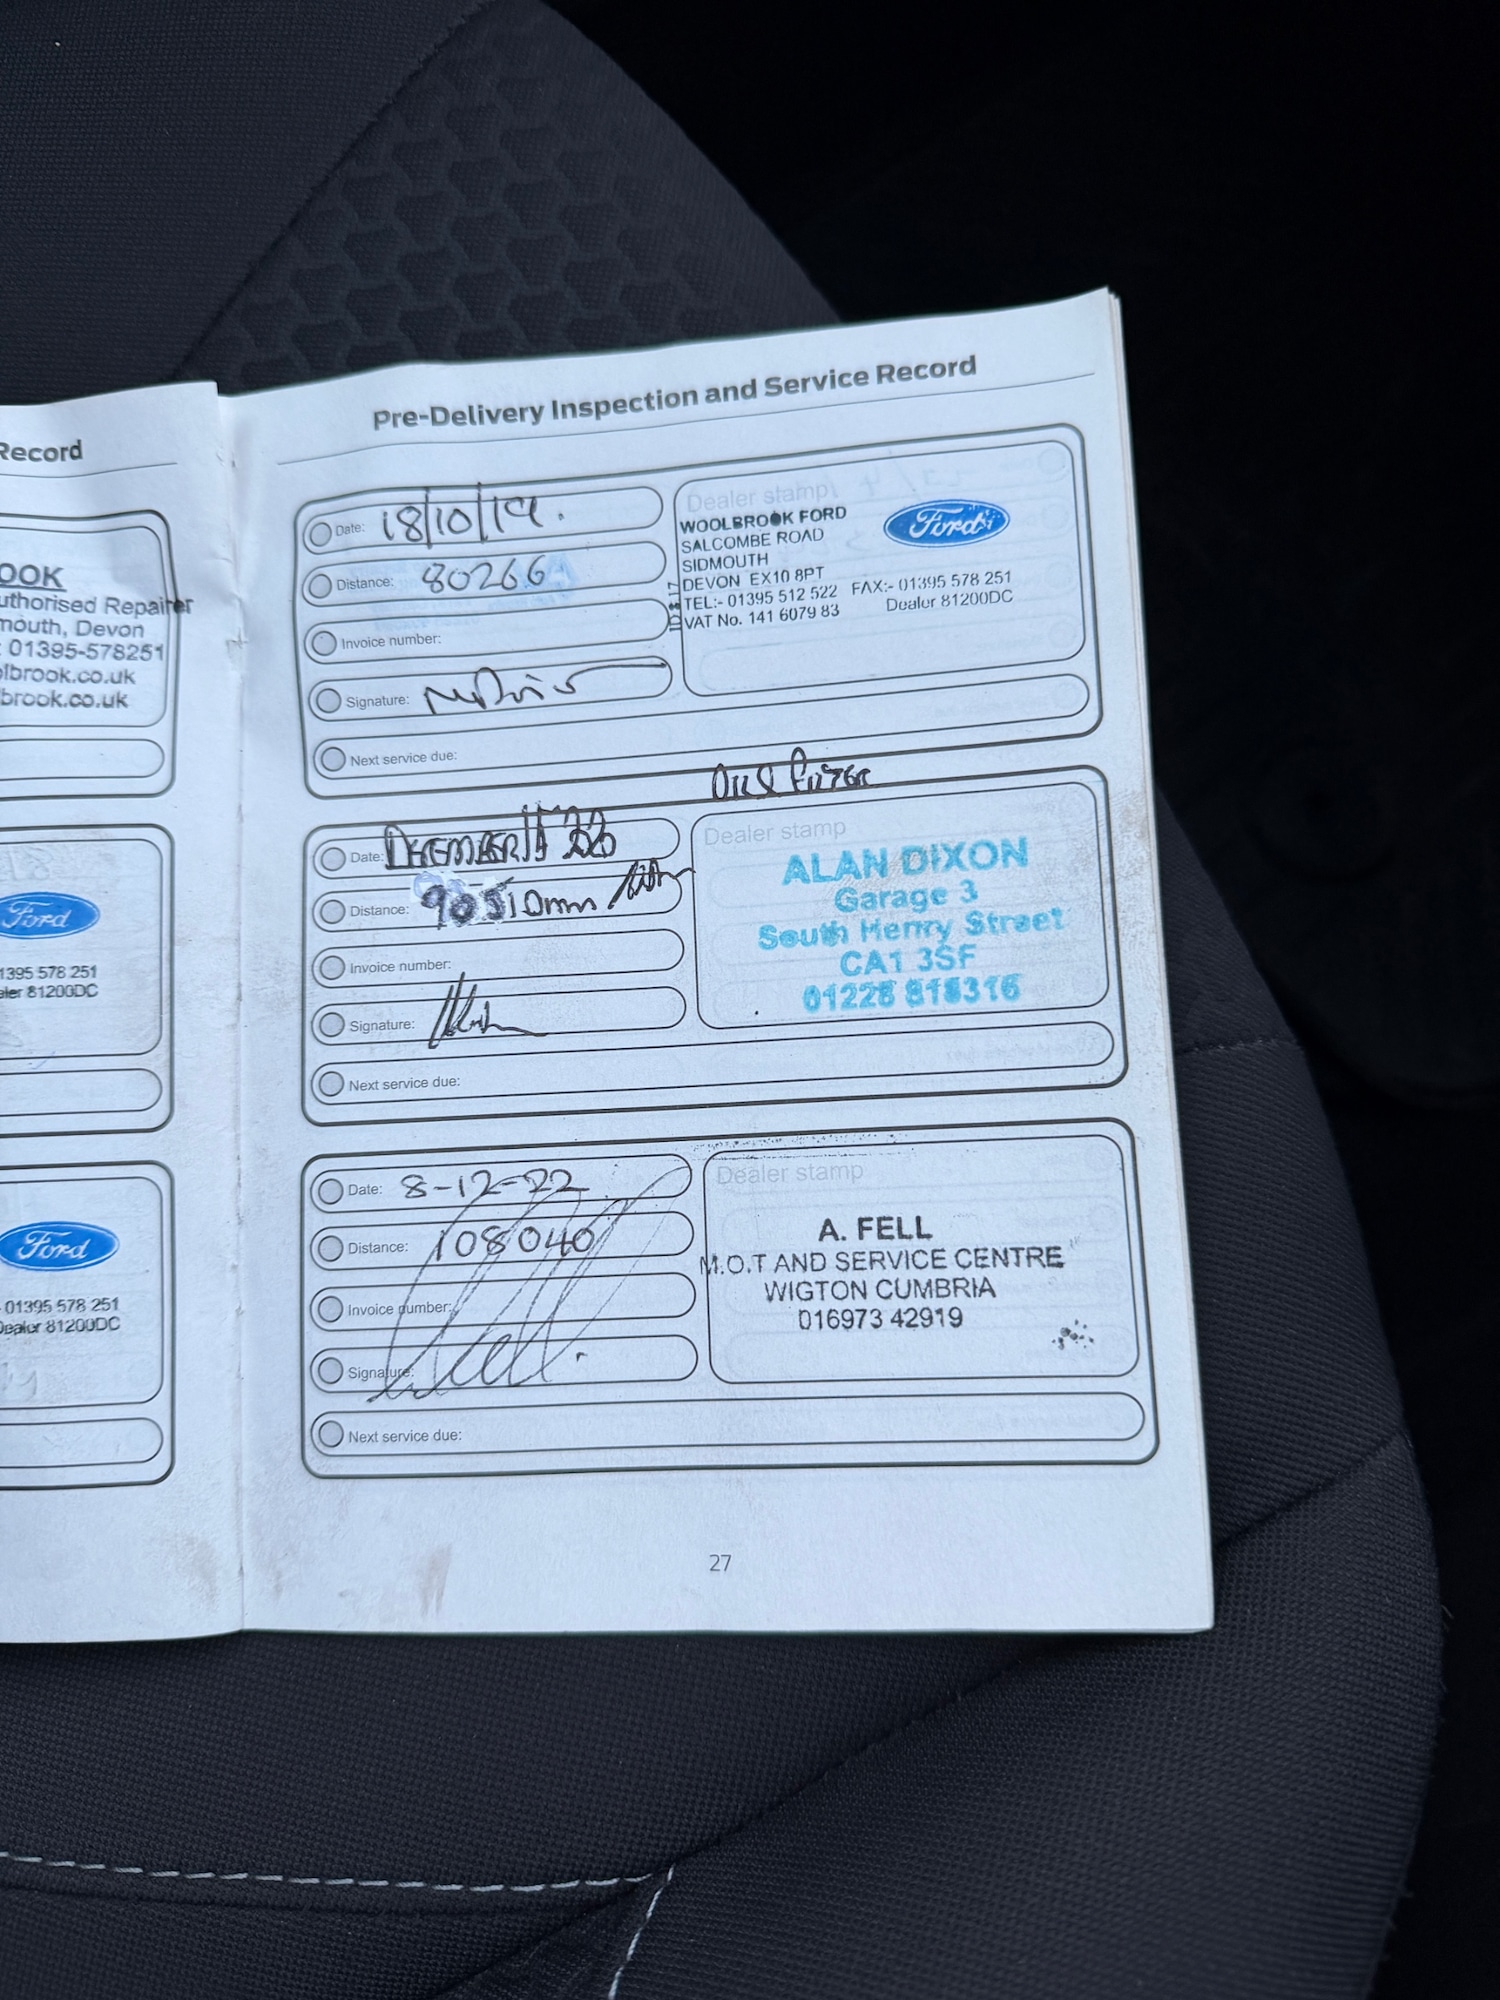 Record
OOK
uthorised Repairer
mouth, Devon
: 01395-578251
lbrook.co.uk
brook.co.uk
Ford
1395 578 251
aler 81200DC
Ford
01395 578 251
Dealer 81200DC
Pre-Delivery Inspection and Service Record
Date: 18/10/19.
Distance: 80266
Invoice number:
Signature:
Next service due:
Dealer stamp
WOOLBROOK FORD
SALCOMBE ROAD
SIDMOUTH
DEVON EX10 8PT
TEL:- 01395 512 522 FAX:- 01395 578 251
VAT No. 141 6079 83 Dealer 81200DC
Ford
OIL & FILTER
Date: DECEMBER
Distance:
Invoice number:
Signature:
Next service due:
Dealer stamp
ALAN DIXON
Garage 3
South Henry Street
CA1 3SF
01228 818316
Date: 8-12-22
Distance: 108040
Invoice number:
Signature:
Next service due:
Dealer stamp
A. FELL
M.O.T AND SERVICE CENTRE
WIGTON CUMBRIA
016973 42919
27